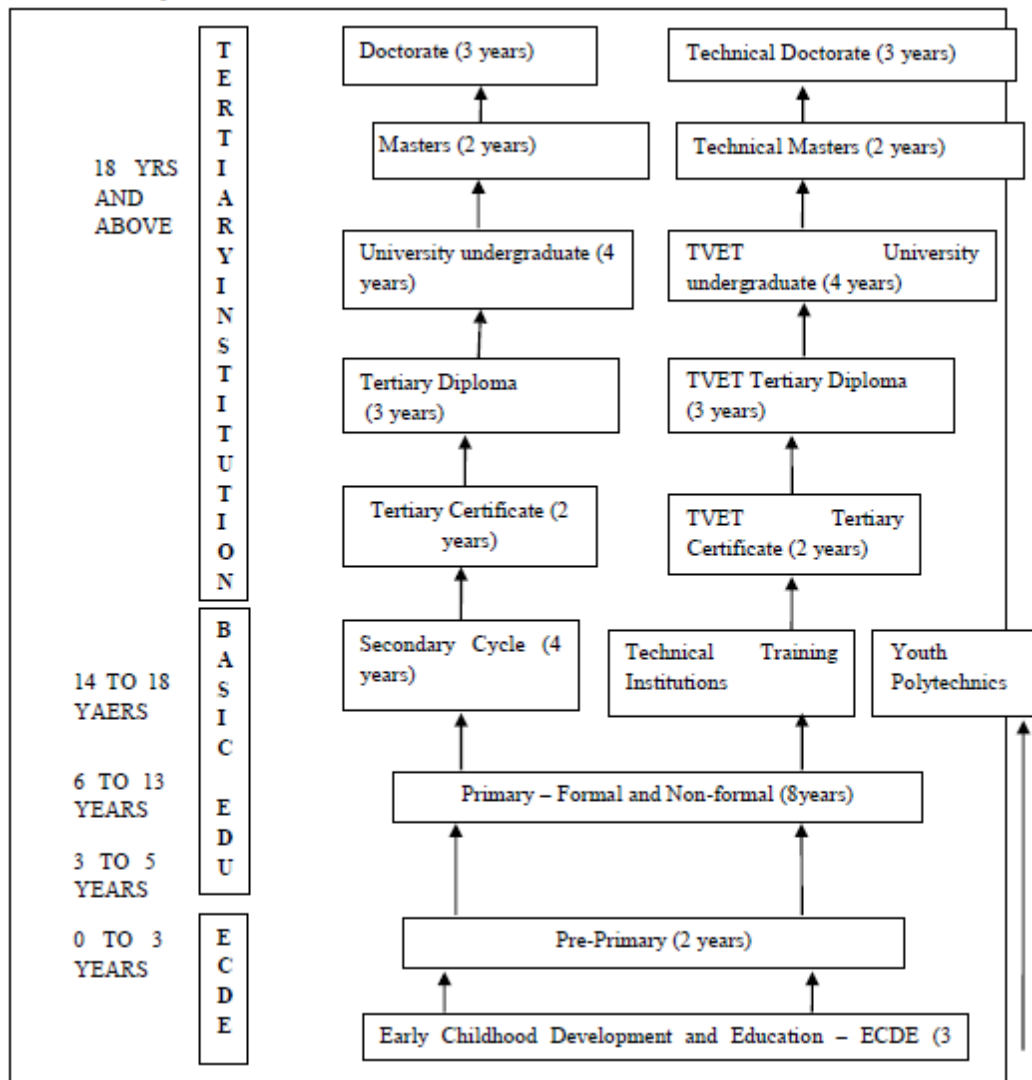 Doctorate (3 years)
Technical Doctorate (3 years)
Masters (2 years)
Technical Masters (2 years)
18 YRS
AND
ABOVE
TERTIARYINSTITUTION
University undergraduate (4
years)
TVET University
undergraduate (4 years)
Tertiary Diploma
(3 years)
TVET Tertiary Diploma
(3 years)
Tertiary Certificate (2
years)
TVET Tertiary
Certificate (2 years)
BASIC EDU
Secondary Cycle (4
years)
Technical Training
Institutions
Youth
Polytechnics
14 TO 18
YAERS
6 TO 13
YEARS
Primary – Formal and Non-formal (8years)
3 TO 5
YEARS
0 TO 3
YEARS
ECDE
Pre-Primary (2 years)
Early Childhood Development and Education – ECDE (3